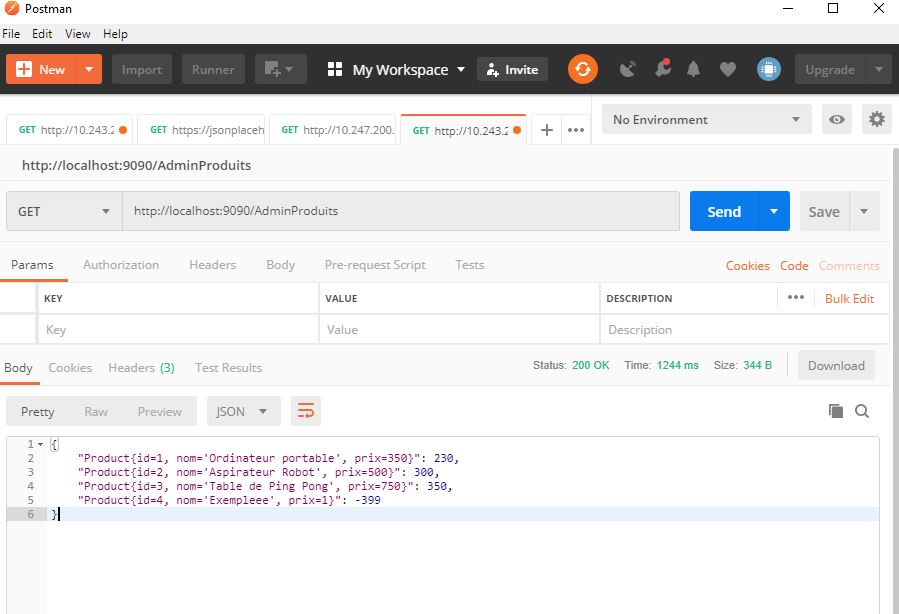 Postman
File Edit View Help
New Import Runner My Workspace Invite Upgrade
GET http://10.243.2 GET https://jsonplaceh GET http://10.247.200. GET http://10.243.2 No Environment
http://localhost:9090/AdminProduits
GET http://localhost:9090/AdminProduits Send Save
Params Authorization Headers Body Pre-request Script Tests Cookies Code Comments
KEY VALUE DESCRIPTION Bulk Edit
Key Value Description
Body Cookies Headers (3) Test Results Status: 200 OK Time: 1244 ms Size: 344 B Download
Pretty Raw Preview JSON
1 {
2 "Product{id=1, nom='Ordinateur portable', prix=350}": 230,
3 "Product{id=2, nom='Aspirateur Robot', prix=500}": 300,
4 "Product{id=3, nom='Table de Ping Pong', prix=750}": 350,
5 "Product{id=4, nom='Exempleee', prix=1}": -399
6 }